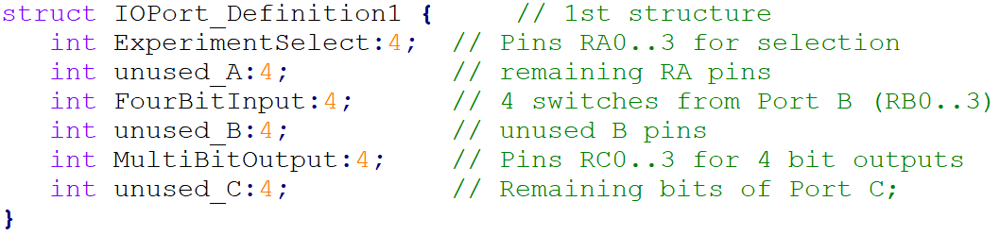 struct IOPort_Definition1 {      // 1st structure
   int ExperimentSelect:4;  // Pins RA0..3 for selection
   int unused_A:4;          // remaining RA pins
   int FourBitInput:4;      // 4 switches from Port B (RB0..3)
   int unused_B:4;          // unused B pins
   int MultiBitOutput:4;    // Pins RC0..3 for 4 bit outputs
   int unused_C:4;          // Remaining bits of Port C;
}